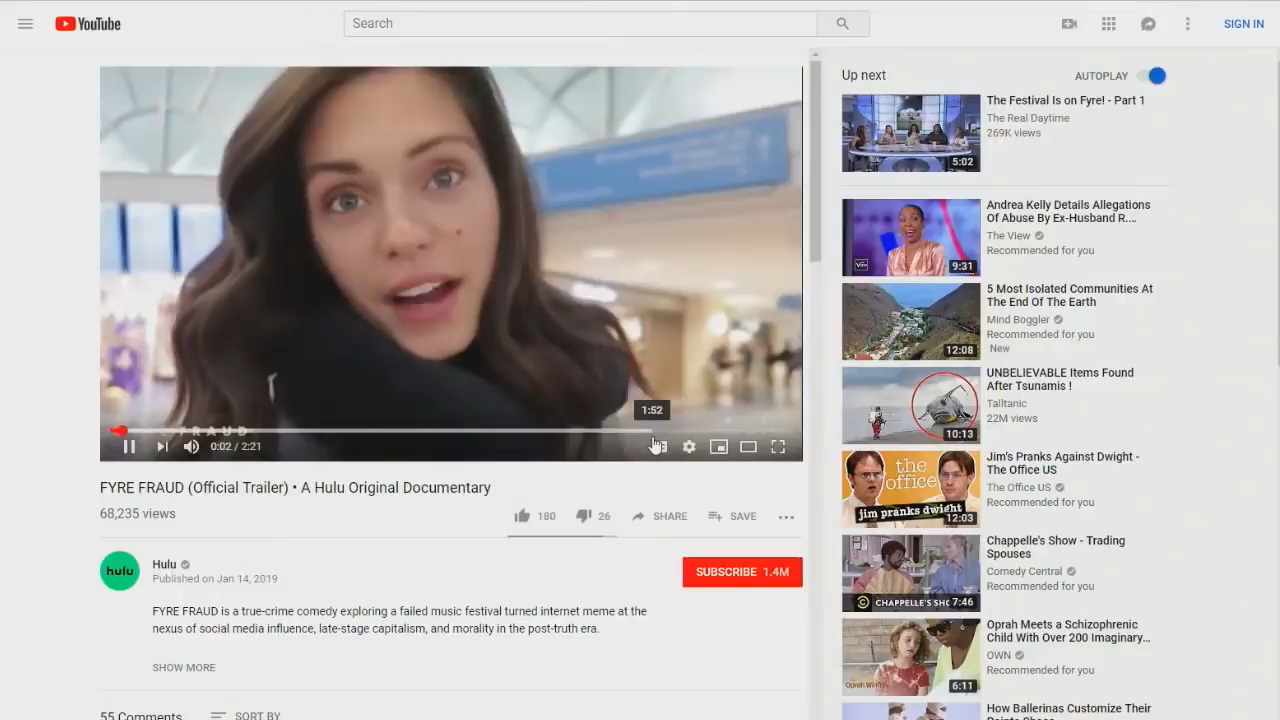 YouTube
Search
SIGN IN
FRAUD
1:52
0:02 / 2:21
FYRE FRAUD (Official Trailer) • A Hulu Original Documentary
68,235 views
180
26
SHARE
SAVE
hulu
Hulu
Published on Jan 14, 2019
SUBSCRIBE 1.4M
FYRE FRAUD is a true-crime comedy exploring a failed music festival turned internet meme at the
nexus of social media influence, late-stage capitalism, and morality in the post-truth era.
SHOW MORE
55 Comments
SORT BY
Up next
AUTOPLAY
5:02
The Festival Is on Fyre! - Part 1
The Real Daytime
269K views
9:31
Andrea Kelly Details Allegations
Of Abuse By Ex-Husband R....
The View
Recommended for you
12:08
5 Most Isolated Communities At
The End Of The Earth
Mind Boggler
Recommended for you
New
10:13
UNBELIEVABLE Items Found
After Tsunamis !
Talltanic
22M views
the
office
jim pranks dwight
12:03
Jim's Pranks Against Dwight -
The Office US
The Office US
Recommended for you
CHAPPELLE'S SHO
7:46
Chappelle's Show - Trading
Spouses
Comedy Central
Recommended for you
6:11
Oprah Meets a Schizophrenic
Child With Over 200 Imaginary...
OWN
Recommended for you
How Ballerinas Customize Their